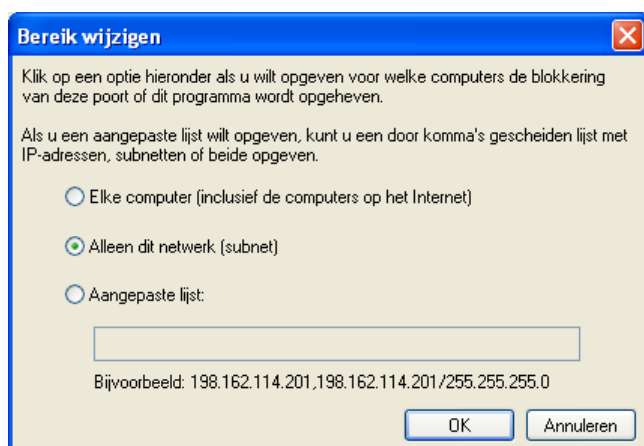 Bereik wijzigen
Klik op een optie hieronder als u wilt opgeven voor welke computers de blokkering
van deze poort of dit programma wordt opgeheven.
Als u een aangepaste lijst wilt opgeven, kunt u een door komma's gescheiden lijst met
IP-adressen, subnetten of beide opgeven.
Elke computer (inclusief de computers op het Internet)
Alleen dit netwerk (subnet)
Aangepaste lijst:
Bijvoorbeeld: 198.162.114.201,198.162.114.201/255.255.255.0
OK Annuleren